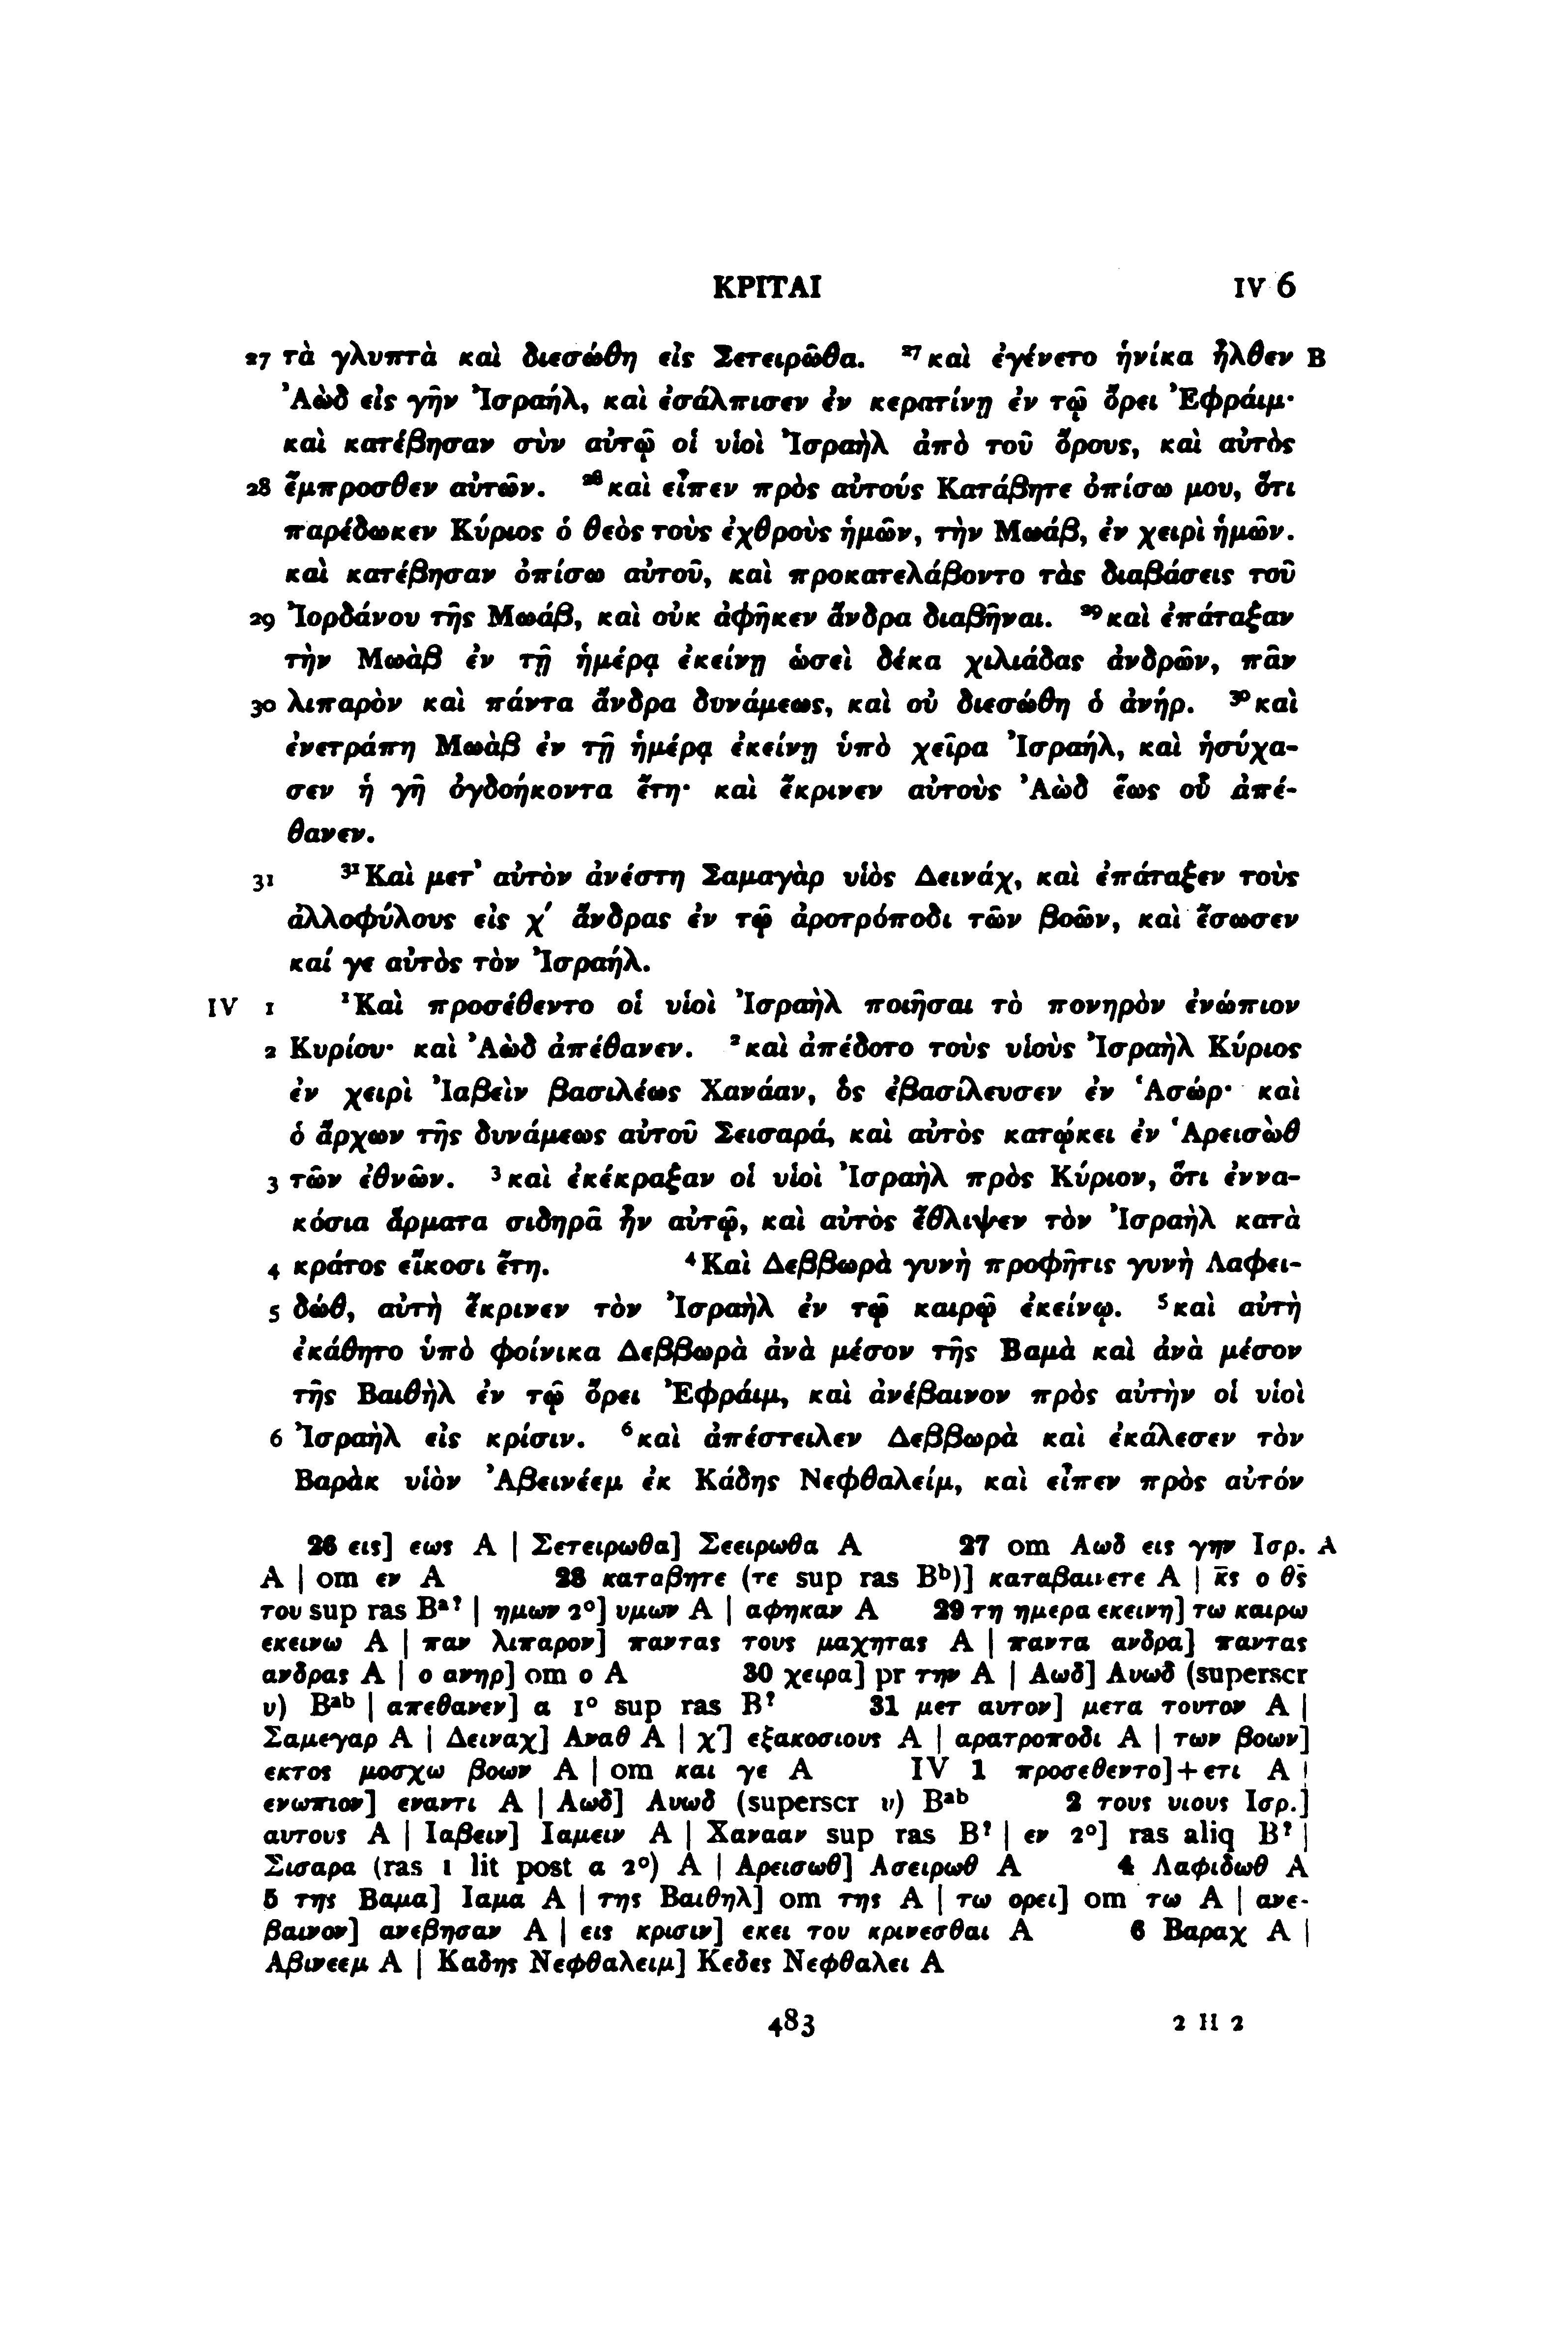 ΚΡΙΤΑΙ IV 6
27 τὰ γλυπτὰ καὶ διεσώθη εἰς Σετειρῶθα. ²⁷καὶ ἐγένετο ἡνίκα ἦλθεν B
Ἀὼδ εἰς γῆν Ἰσραήλ, καὶ ἐσάλπισεν ἐν κερατίνῃ ἐν τῷ ὄρει Ἐφράιμ·
καὶ κατέβησαν σὺν αὐτῷ οἱ υἱοὶ Ἰσραὴλ ἀπὸ τοῦ ὄρους, καὶ αὐτὸς
28 ἔμπροσθεν αὐτῶν. ²⁸καὶ εἶπεν πρὸς αὐτούς Κατάβητε ὀπίσω μου, ὅτι
παρέδωκεν Κύριος ὁ θεὸς τοὺς ἐχθροὺς ἡμῶν, τὴν Μωάβ, ἐν χειρὶ ἡμῶν.
καὶ κατέβησαν ὀπίσω αὐτοῦ, καὶ προκατελάβοντο τὰς διαβάσεις τοῦ
29 Ἰορδάνου τῆς Μωάβ, καὶ οὐκ ἀφῆκεν ἄνδρα διαβῆναι. ²⁹καὶ ἐπάταξαν
τὴν Μωὰβ ἐν τῇ ἡμέρᾳ ἐκείνῃ ὡσεὶ δέκα χιλιάδας ἀνδρῶν, πᾶν
30 λιπαρὸν καὶ πάντα ἄνδρα δυνάμεως, καὶ οὐ διεσώθη ὁ ἀνήρ. ³⁰καὶ
ἐνετράπη Μωὰβ ἐν τῇ ἡμέρᾳ ἐκείνῃ ὑπὸ χεῖρα Ἰσραήλ, καὶ ἡσύχα-
σεν ἡ γῆ ὀγδοήκοντα ἔτη· καὶ ἔκρινεν αὐτοὺς Ἀὼδ ἕως οὗ ἀπέ-
θανεν.
31 ³¹Καὶ μετ᾽ αὐτὸν ἀνέστη Σαμαγὰρ υἱὸς Δεινάχ, καὶ ἐπάταξεν τοὺς
ἀλλοφύλους εἰς χ´ ἄνδρας ἐν τῷ ἀροτρόποδι τῶν βοῶν, καὶ ἔσωσεν
καί γε αὐτὸς τὸν Ἰσραήλ.
IV 1 ¹Καὶ προσέθεντο οἱ υἱοὶ Ἰσραὴλ ποιῆσαι τὸ πονηρὸν ἐνώπιον
2 Κυρίου· καὶ Ἀὼδ ἀπέθανεν. ²καὶ ἀπέδοτο τοὺς υἱοὺς Ἰσραὴλ Κύριος
ἐν χειρὶ Ἰαβεὶν βασιλέως Χανάαν, ὃς ἐβασίλευσεν ἐν Ἁσώρ· καὶ
ὁ ἄρχων τῆς δυνάμεως αὐτοῦ Σεισαρά, καὶ αὐτὸς κατῴκει ἐν Ἁρεισὼθ
3 τῶν ἐθνῶν. ³καὶ ἐκέκραξαν οἱ υἱοὶ Ἰσραὴλ πρὸς Κύριον, ὅτι ἐννα-
κόσια ἅρματα σιδηρᾶ ἦν αὐτῷ, καὶ αὐτὸς ἔθλιψεν τὸν Ἰσραὴλ κατὰ
4 κράτος εἴκοσι ἔτη. ⁴Καὶ Δεββωρὰ γυνὴ προφῆτις γυνὴ Λαφει-
5 δώθ, αὐτὴ ἔκρινεν τὸν Ἰσραὴλ ἐν τῷ καιρῷ ἐκείνῳ. ⁵καὶ αὐτὴ
ἐκάθητο ὑπὸ φοίνικα Δεββωρὰ ἀνὰ μέσον τῆς Βαμὰ καὶ ἀνὰ μέσον
τῆς Βαιθὴλ ἐν τῷ ὄρει Ἐφράιμ, καὶ ἀνέβαινον πρὸς αὐτὴν οἱ υἱοὶ
6 Ἰσραὴλ εἰς κρίσιν. ⁶καὶ ἀπέστειλεν Δεββωρὰ καὶ ἐκάλεσεν τὸν
Βαρὰκ υἱὸν Ἀβεινέεμ ἐκ Κάδης Νεφθαλείμ, καὶ εἶπεν πρὸς αὐτόν
26 εις] εως A | Σετειρωθα] Σεειρωθα A 27 om Αωδ εις γην Ισρ. A
A | om εν A 28 καταβητε (τε sup ras Bᵇ)] καταβαινετε A | κ̅ς̅ ο θ̅ς̅
του sup ras Bᵃ? | ημων 2°] υμων A | αφηκαν A 29 τη ημερα εκεινη] τω καιρω
εκεινω A | παν λιπαρον] παντας τους μαχητας A | παντα ανδρα] παντας
ανδρας A | ο ανηρ] om ο A 30 χειρα] pr την A | Αωδ] Αυωδ (superscr
υ) Bᵃᵇ | απεθανεν] α 1° sup ras B? 31 μετ αυτον] μετα τουτον A |
Σαμεγαρ A | Δειναχ] Αναθ A | χ´] εξακοσιους A | αρατροποδι A | των βοων]
εκτος μοσχω βοων A | om και γε A IV 1 προσεθεντο]+ετι A |
ενωπιον] εναντι A | Αωδ] Αυωδ (superscr υ) Bᵃᵇ 2 τους υιους Ισρ.]
αυτους A | Ιαβειν] Ιαμειν A | Χανααν sup ras B? | εν 2°] ras aliq B? |
Σισαρα (ras 1 lit post α 2°) A | Αρεισωθ] Ασειρωθ A 4 Λαφιδωθ A
5 της Βαμα] Ιαμα A | της Βαιθηλ] om της A | τω ορει] om τω A | ανε-
βαινον] ανεβησαν A | εις κρισιν] εκει του κρινεσθαι A 6 Βαραχ A |
Αβινεεμ A | Καδης Νεφθαλειμ] Κεδες Νεφθαλει A
483 2 H 2